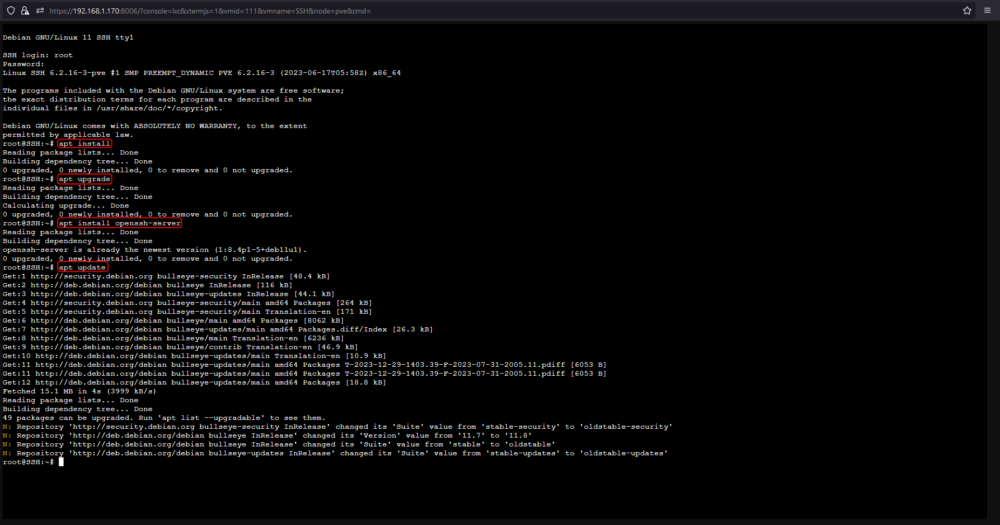 https://192.168.1.170:8006/?console=lxc&xtermjs=1&vmid=111&vmname=SSH&node=pve&cmd=
Debian GNU/Linux 11 SSH tty1
SSH login: root
Password:
Linux SSH 6.2.16-3-pve #1 SMP PREEMPT_DYNAMIC PVE 6.2.16-3 (2023-06-17T05:58Z) x86_64
The programs included with the Debian GNU/Linux system are free software;
the exact distribution terms for each program are described in the
individual files in /usr/share/doc/*/copyright.
Debian GNU/Linux comes with ABSOLUTELY NO WARRANTY, to the extent
permitted by applicable law.
root@SSH:~# apt install
Reading package lists... Done
Building dependency tree... Done
0 upgraded, 0 newly installed, 0 to remove and 0 not upgraded.
root@SSH:~# apt upgrade
Reading package lists... Done
Building dependency tree... Done
Calculating upgrade... Done
0 upgraded, 0 newly installed, 0 to remove and 0 not upgraded.
root@SSH:~# apt install openssh-server
Reading package lists... Done
Building dependency tree... Done
openssh-server is already the newest version (1:8.4p1-5+deb11u1).
0 upgraded, 0 newly installed, 0 to remove and 0 not upgraded.
root@SSH:~# apt update
Get:1 http://security.debian.org bullseye-security InRelease [48.4 kB]
Get:2 http://deb.debian.org/debian bullseye InRelease [116 kB]
Get:3 http://deb.debian.org/debian bullseye-updates InRelease [44.1 kB]
Get:4 http://security.debian.org bullseye-security/main amd64 Packages [264 kB]
Get:5 http://security.debian.org bullseye-security/main Translation-en [171 kB]
Get:6 http://deb.debian.org/debian bullseye/main amd64 Packages [8062 kB]
Get:7 http://deb.debian.org/debian bullseye-updates/main amd64 Packages.diff/Index [26.3 kB]
Get:8 http://deb.debian.org/debian bullseye/main Translation-en [6236 kB]
Get:9 http://deb.debian.org/debian bullseye/contrib Translation-en [46.9 kB]
Get:10 http://deb.debian.org/debian bullseye-updates/main Translation-en [10.9 kB]
Get:11 http://deb.debian.org/debian bullseye-updates/main amd64 Packages T-2023-12-29-1403.39-F-2023-07-31-2005.11.pdiff [6053 B]
Get:11 http://deb.debian.org/debian bullseye-updates/main amd64 Packages T-2023-12-29-1403.39-F-2023-07-31-2005.11.pdiff [6053 B]
Get:12 http://deb.debian.org/debian bullseye-updates/main amd64 Packages [18.8 kB]
Fetched 15.1 MB in 4s (3999 kB/s)
Reading package lists... Done
Building dependency tree... Done
49 packages can be upgraded. Run 'apt list --upgradable' to see them.
N: Repository 'http://security.debian.org bullseye-security InRelease' changed its 'Suite' value from 'stable-security' to 'oldstable-security'
N: Repository 'http://deb.debian.org/debian bullseye InRelease' changed its 'Version' value from '11.7' to '11.8'
N: Repository 'http://deb.debian.org/debian bullseye InRelease' changed its 'Suite' value from 'stable' to 'oldstable'
N: Repository 'http://deb.debian.org/debian bullseye-updates InRelease' changed its 'Suite' value from 'stable-updates' to 'oldstable-updates'
root@SSH:~#